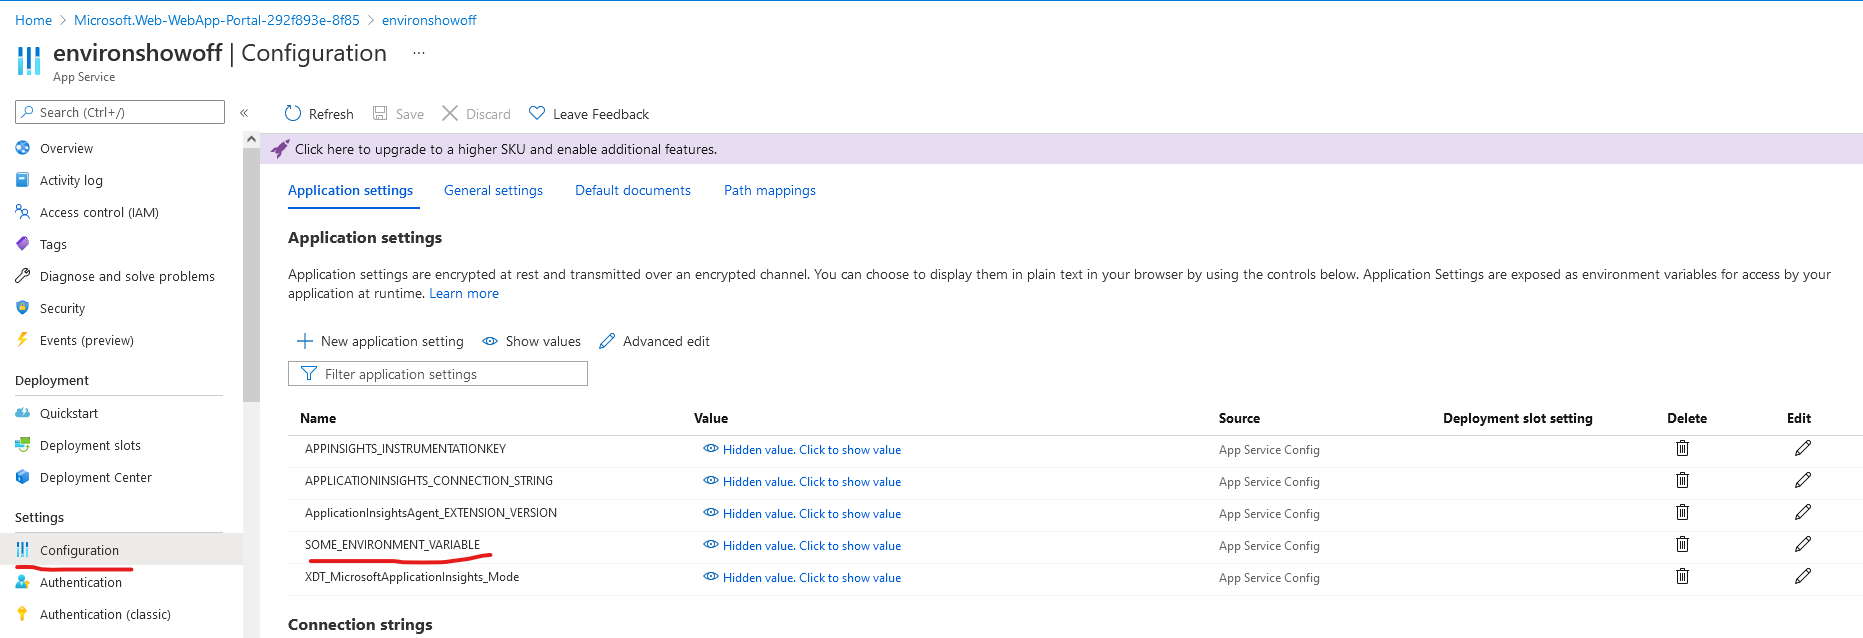 Home > Microsoft.Web-WebApp-Portal-292f893e-8f85 > environshowoff
environshowoff | Configuration ...
App Service
Search (Ctrl+/)
«
Overview
Activity log
Access control (IAM)
Tags
Diagnose and solve problems
Security
Events (preview)
Deployment
Quickstart
Deployment slots
Deployment Center
Settings
Configuration
Authentication
Authentication (classic)
Refresh Save Discard Leave Feedback
Click here to upgrade to a higher SKU and enable additional features.
Application settings General settings Default documents Path mappings
Application settings
Application settings are encrypted at rest and transmitted over an encrypted channel. You can choose to display them in plain text in your browser by using the controls below. Application Settings are exposed as environment variables for access by your
application at runtime. Learn more
New application setting Show values Advanced edit
Filter application settings
Name Value Source Deployment slot setting Delete Edit
APPINSIGHTS_INSTRUMENTATIONKEY Hidden value. Click to show value App Service Config
APPLICATIONINSIGHTS_CONNECTION_STRING Hidden value. Click to show value App Service Config
ApplicationInsightsAgent_EXTENSION_VERSION Hidden value. Click to show value App Service Config
SOME_ENVIRONMENT_VARIABLE Hidden value. Click to show value App Service Config
XDT_MicrosoftApplicationInsights_Mode Hidden value. Click to show value App Service Config
Connection strings